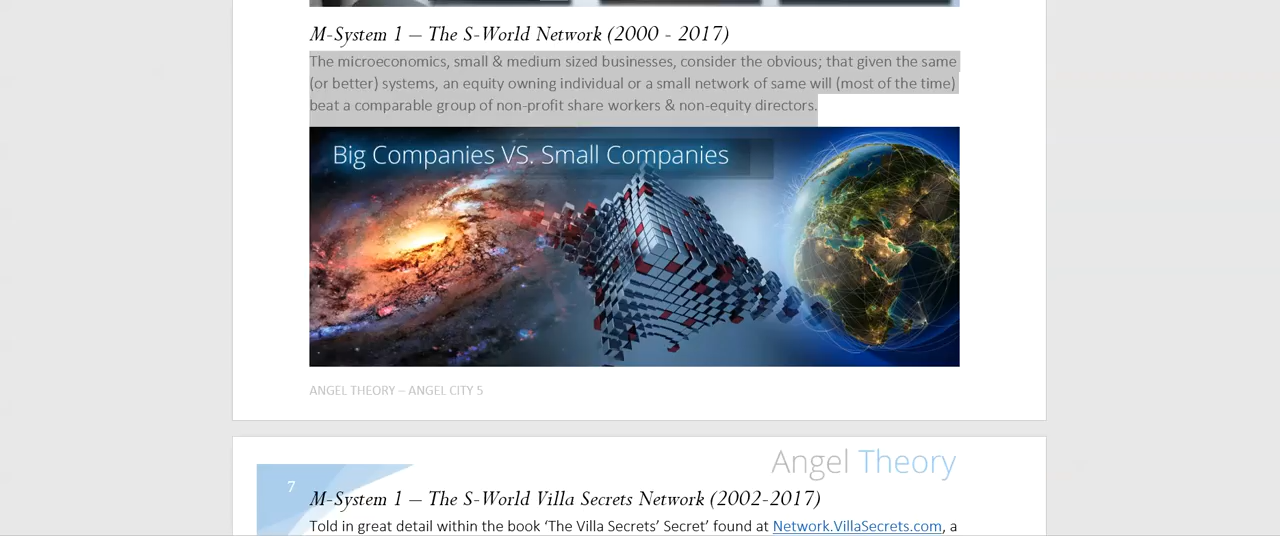 M-System 1 – The S-World Network (2000 - 2017)
The microeconomics, small & medium sized businesses, consider the obvious; that given the same
(or better) systems, an equity owning individual or a small network of same will (most of the time)
beat a comparable group of non-profit share workers & non-equity directors.
Big Companies VS. Small Companies
ANGEL THEORY – ANGEL CITY 5
Angel Theory
7
M-System 1 – The S-World Villa Secrets Network (2002-2017)
Told in great detail within the book ‘The Villa Secrets’ Secret’ found at Network.VillaSecrets.com, a